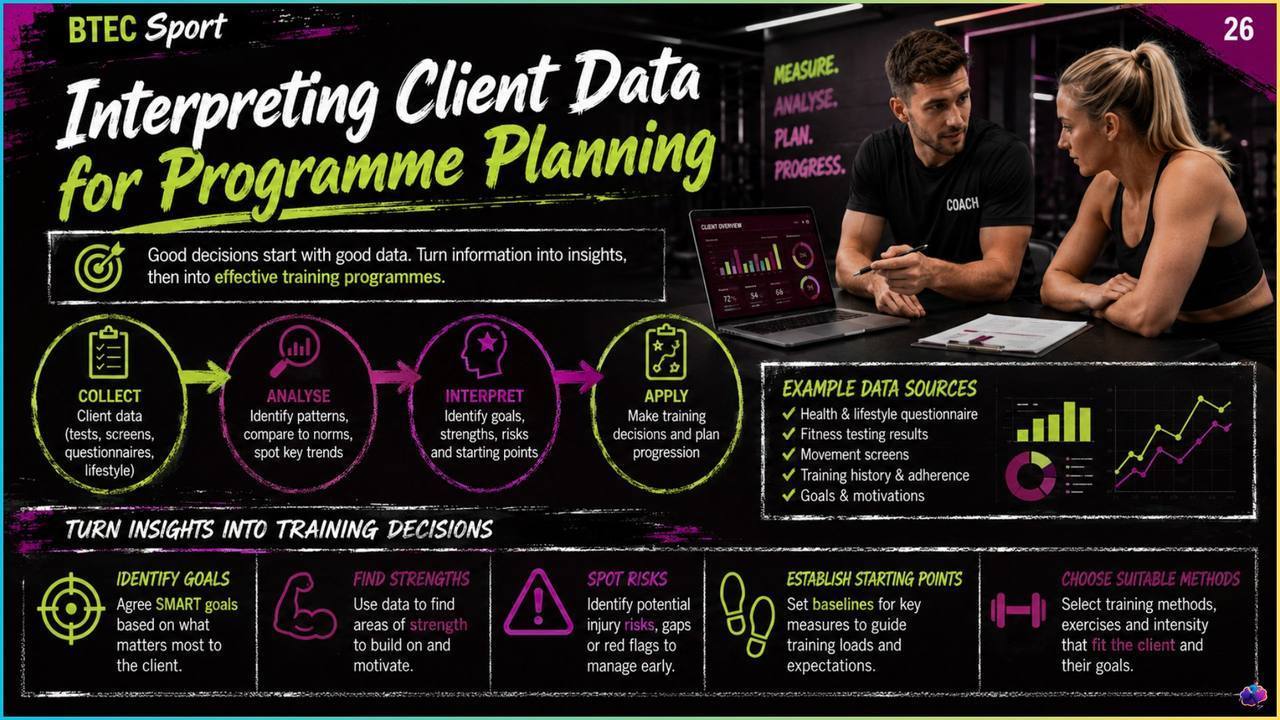 BTEC Sport
26
Interpreting Client Data
for Programme Planning
MEASURE.
ANALYSE.
PLAN.
PROGRESS.
COACH
CLIENT OVERVIEW
Good decisions start with good data. Turn information into insights,
then into effective training programmes.
COLLECT
Client data
(tests, screens,
questionnaires,
lifestyle)
ANALYSE
Identify patterns,
compare to norms,
spot key trends
INTERPRET
Identify goals,
strengths, risks
and starting points
APPLY
Make training
decisions and plan
progression
EXAMPLE DATA SOURCES
Health & lifestyle questionnaire
Fitness testing results
Movement screens
Training history & adherence
Goals & motivations
TURN INSIGHTS INTO TRAINING DECISIONS
IDENTIFY GOALS
Agree SMART goals
based on what
matters most to
the client.
FIND STRENGTHS
Use data to find
areas of strength
to build on and
motivate.
SPOT RISKS
Identify potential
injury risks, gaps
or red flags to
manage early.
ESTABLISH STARTING POINTS
Set baselines for key
measures to guide
training loads and
expectations.
CHOOSE SUITABLE METHODS
Select training methods,
exercises and intensity
that fit the client and
their goals.